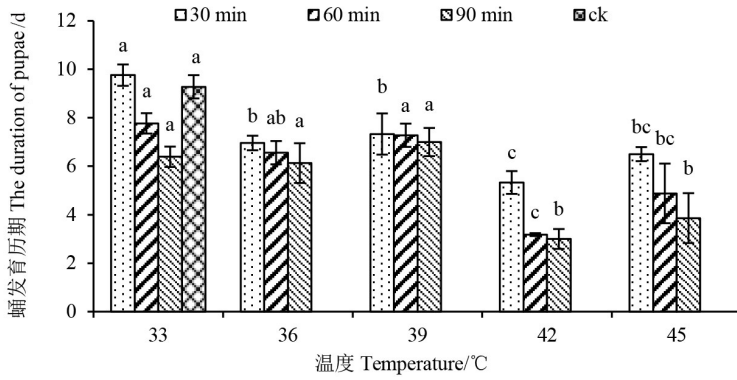 30 min 60 min 90 min ck
12
10
8
6
4
2
0
蛹发育历期 The duration of pupae/d
a a a a
b ab a
b a a
c c b
bc bc b
33 36 39 42 45
温度 Temperature/℃